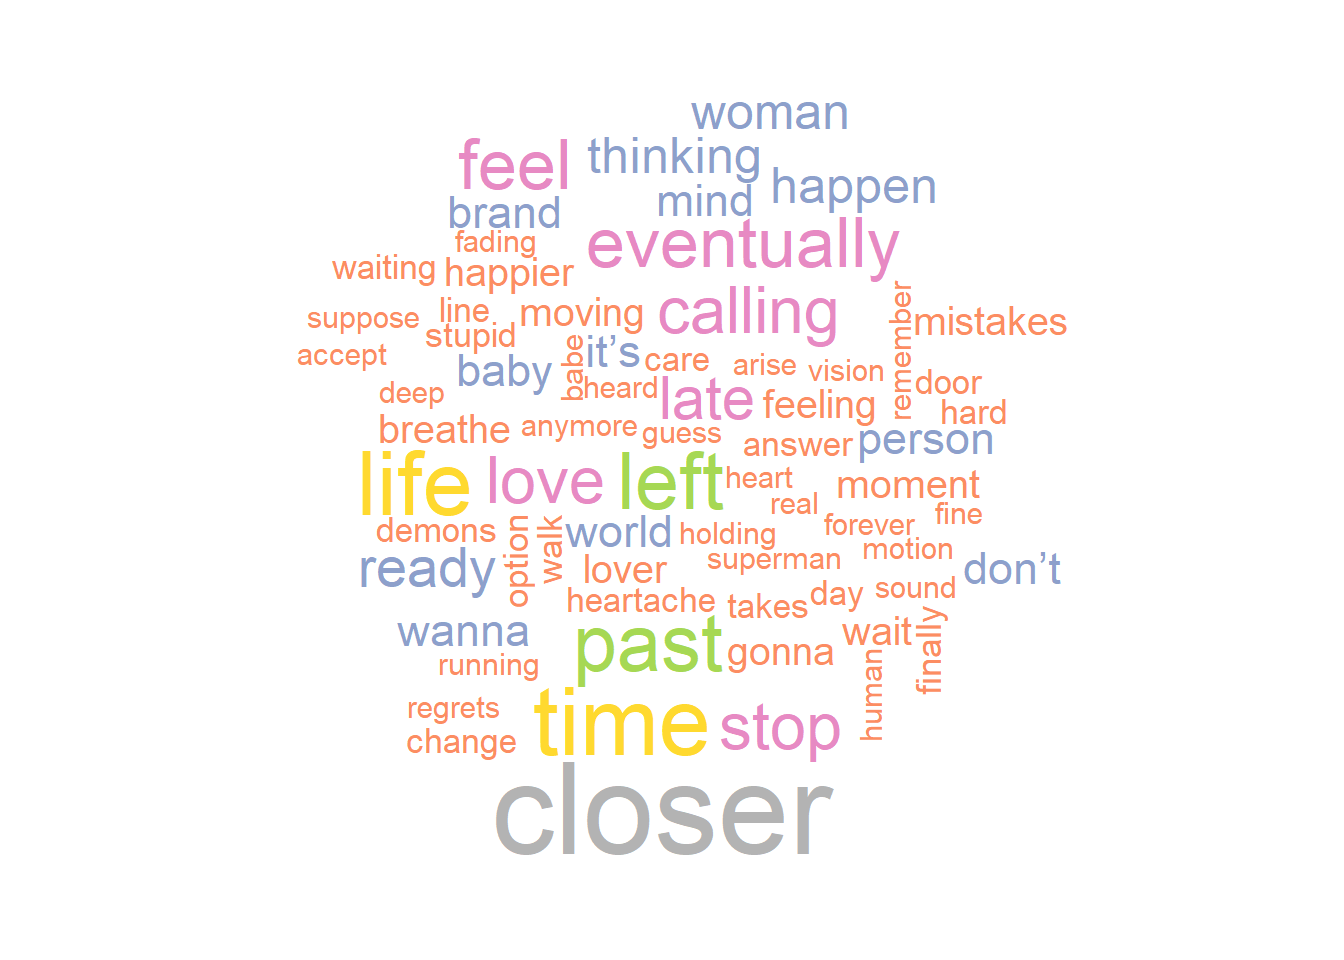 woman
feel thinking
mind happen
brand
fading eventually
waiting happier
suppose line moving calling remember mistakes
stupid
accept baby babe it’s care arise vision
deep heard late feeling door
hard
breathe anymore guess answer person
life love left heart moment
real
demons option walk world holding forever fine
ready lover superman motion don’t
heartache takes day sound
wanna past gonna wait finally
running human
regrets time stop
change
closer